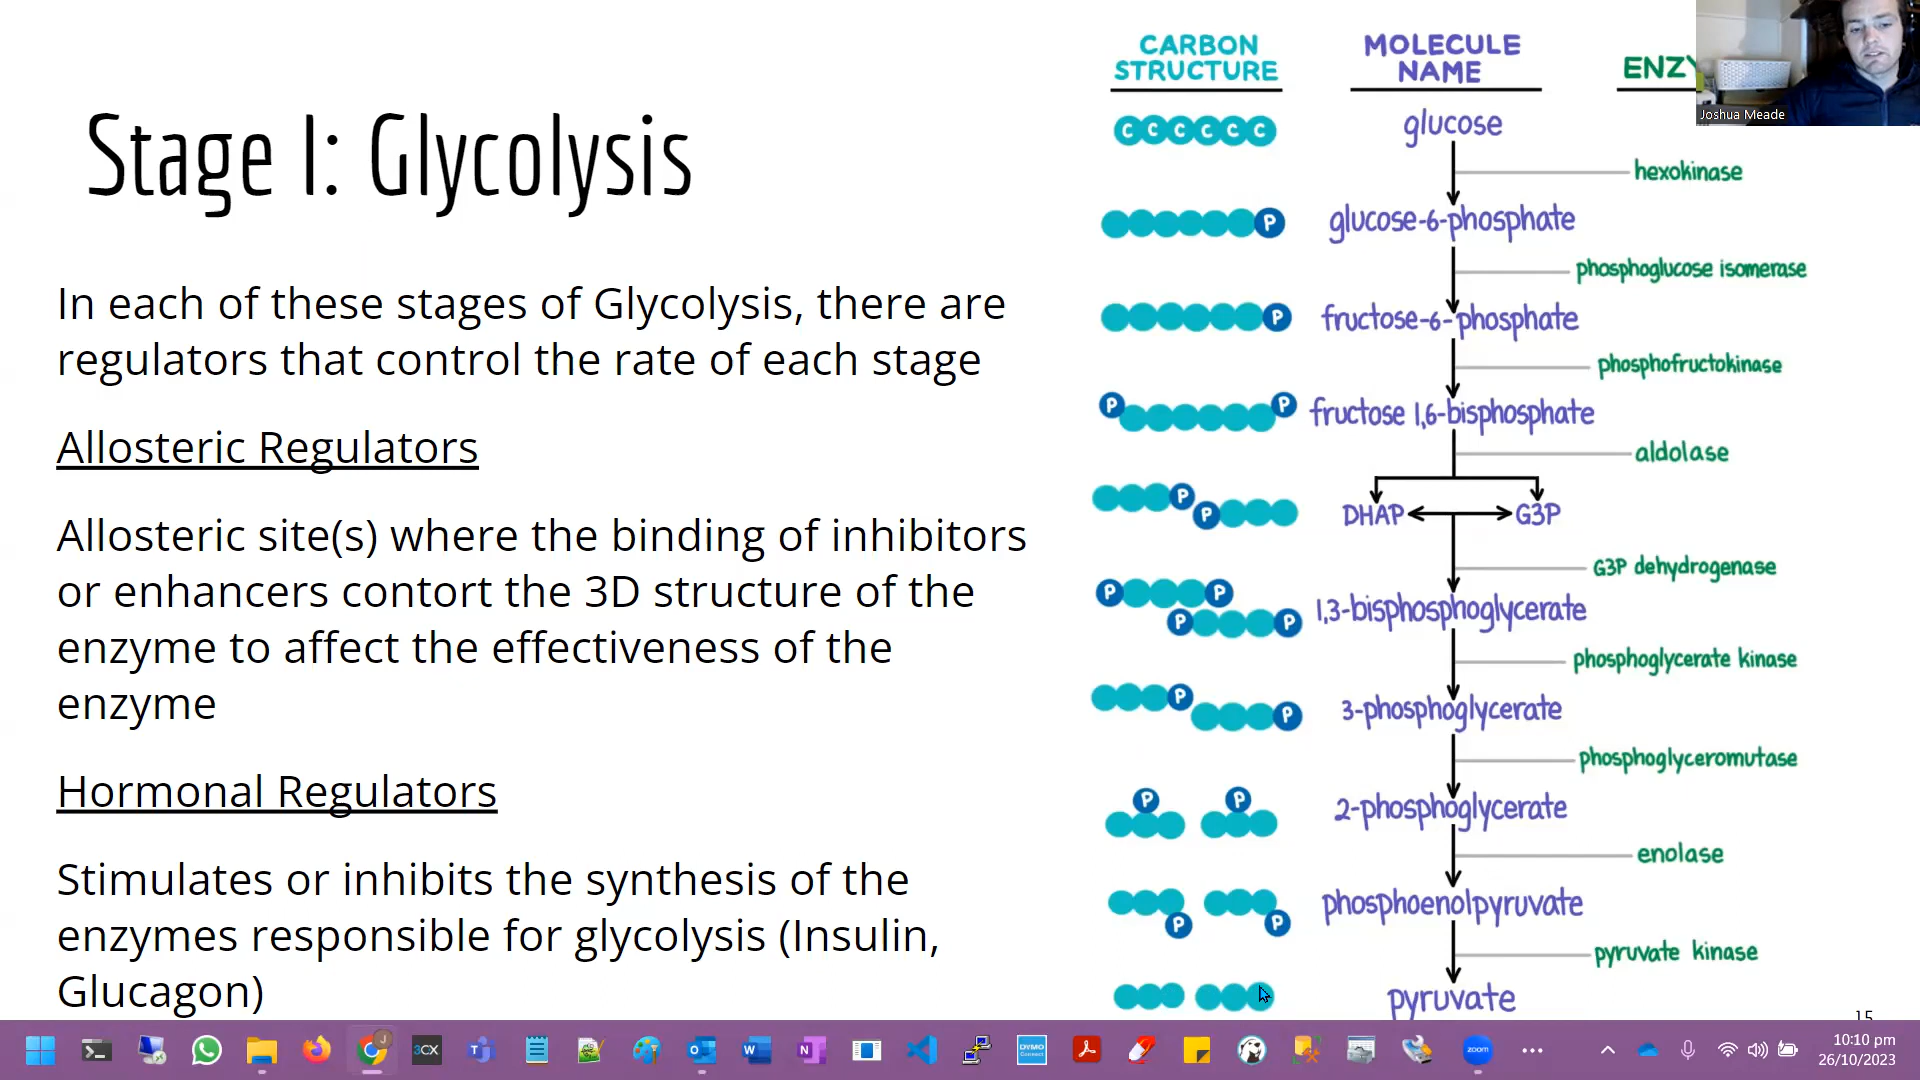 Stage I: Glycolysis
In each of these stages of Glycolysis, there are
regulators that control the rate of each stage
Allosteric Regulators
Allosteric site(s) where the binding of inhibitors
or enhancers contort the 3D structure of the
enzyme to affect the effectiveness of the
enzyme
Hormonal Regulators
Stimulates or inhibits the synthesis of the
enzymes responsible for glycolysis (Insulin,
Glucagon)
CARBON
STRUCTURE
MOLECULE
NAME
ENZY
Joshua Meade
C C C C C C
glucose
hexokinase
P
glucose-6-phosphate
phosphoglucose isomerase
P
fructose-6-phosphate
phosphofructokinase
P P
fructose 1,6-bisphosphate
aldolase
P P
DHAP
G3P
G3P dehydrogenase
P P
P P
1,3-bisphosphoglycerate
phosphoglycerate kinase
P P
3-phosphoglycerate
phosphoglyceromutase
P P
2-phosphoglycerate
enolase
P P
phosphoenolpyruvate
pyruvate kinase
pyruvate
15
J
3CX
DYMO
Connect
zoom
10:10 pm
26/10/2023